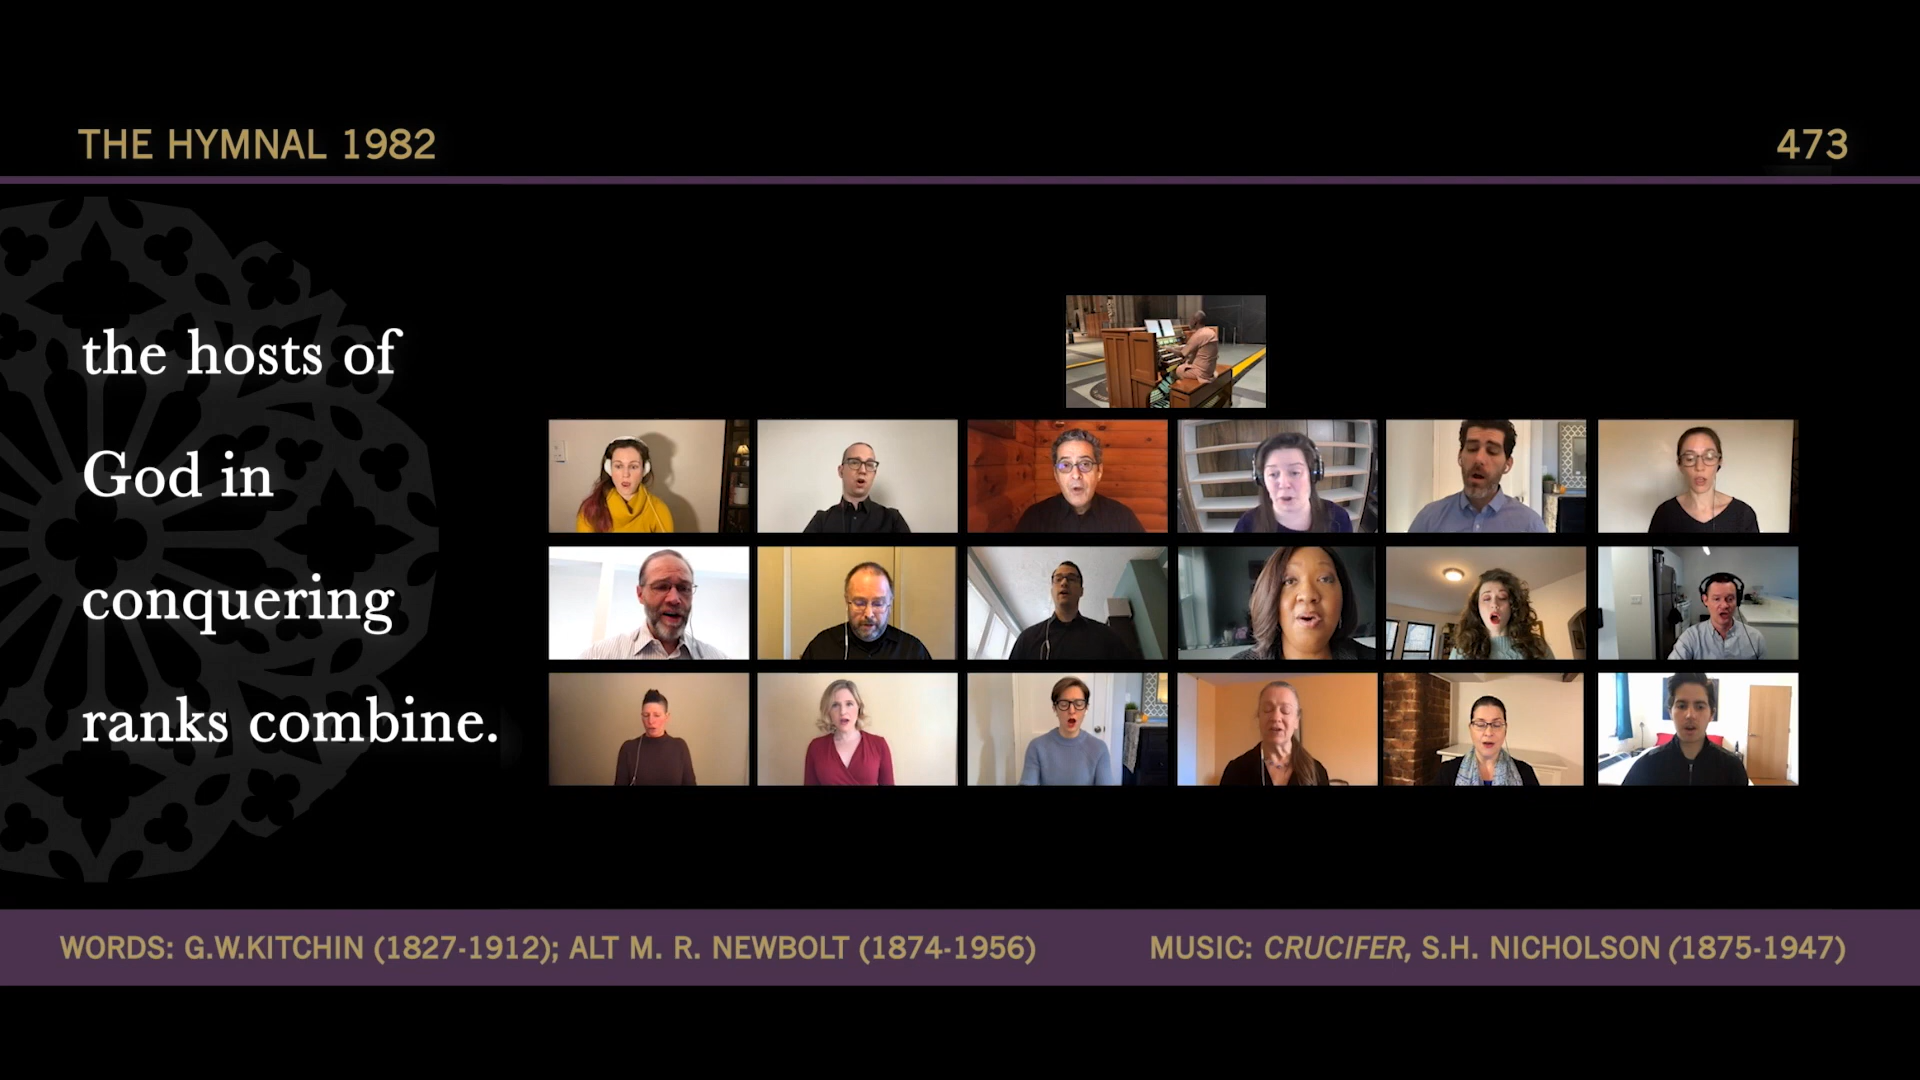 THE HYMNAL 1982
473
the hosts of
God in
conquering
ranks combine.
WORDS: G.W.KITCHIN (1827-1912); ALT M. R. NEWBOLT (1874-1956)
MUSIC: CRUCIFER, S.H. NICHOLSON (1875-1947)